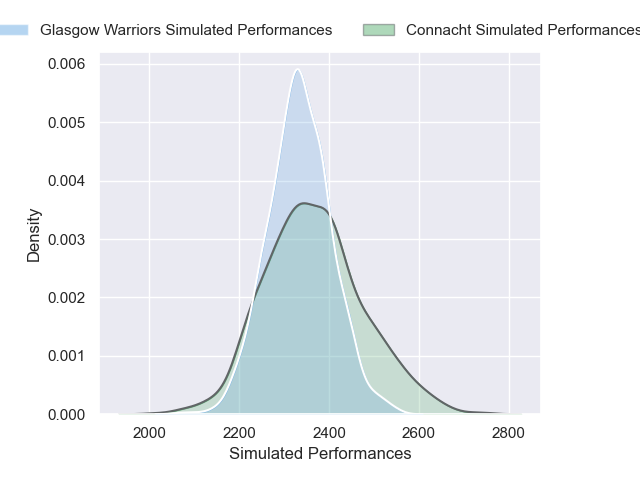 Glasgow Warriors Simulated Performances
Connacht Simulated Performances
0.006
0.005
0.004
0.003
0.002
0.001
0.000
Density
2000 2200 2400 2600 2800
Simulated Performances